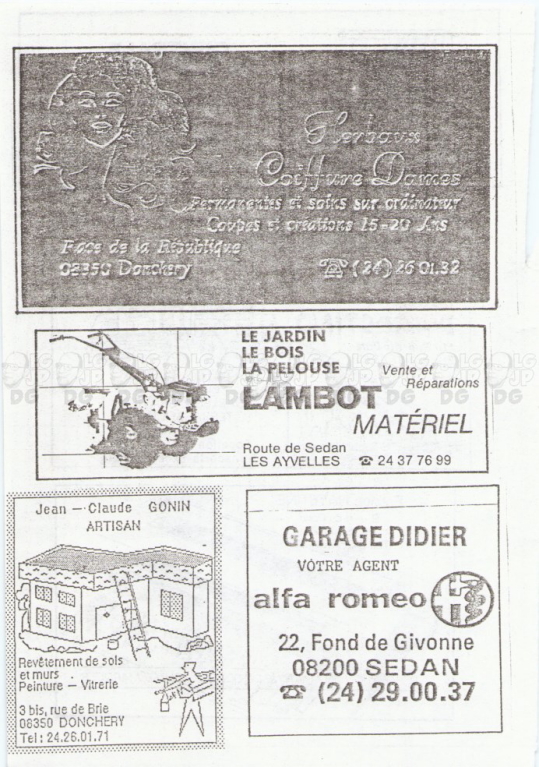 Herbaux
Coiffure Dames
Permanentes et soins sur ordinateur
Coupes et créations 15-20 Ans
Place de la République
08350 Donchery
☎ (24) 26 01.32
LE JARDIN
LE BOIS
LA PELOUSE
Vente et
Réparations
LAMBOT
MATÉRIEL
Route de Sedan
LES AYVELLES ☎ 24 37 76 99
Jean - Claude GONIN
ARTISAN
Revêtement de sols
et murs
Peinture - Vitrerie
3 bis, rue de Brie
08350 DONCHERY
Tel: 24.26.01.71
GARAGE DIDIER
VOTRE AGENT
alfa romeo
22, Fond de Givonne
08200 SEDAN
☎ (24) 29.00.37